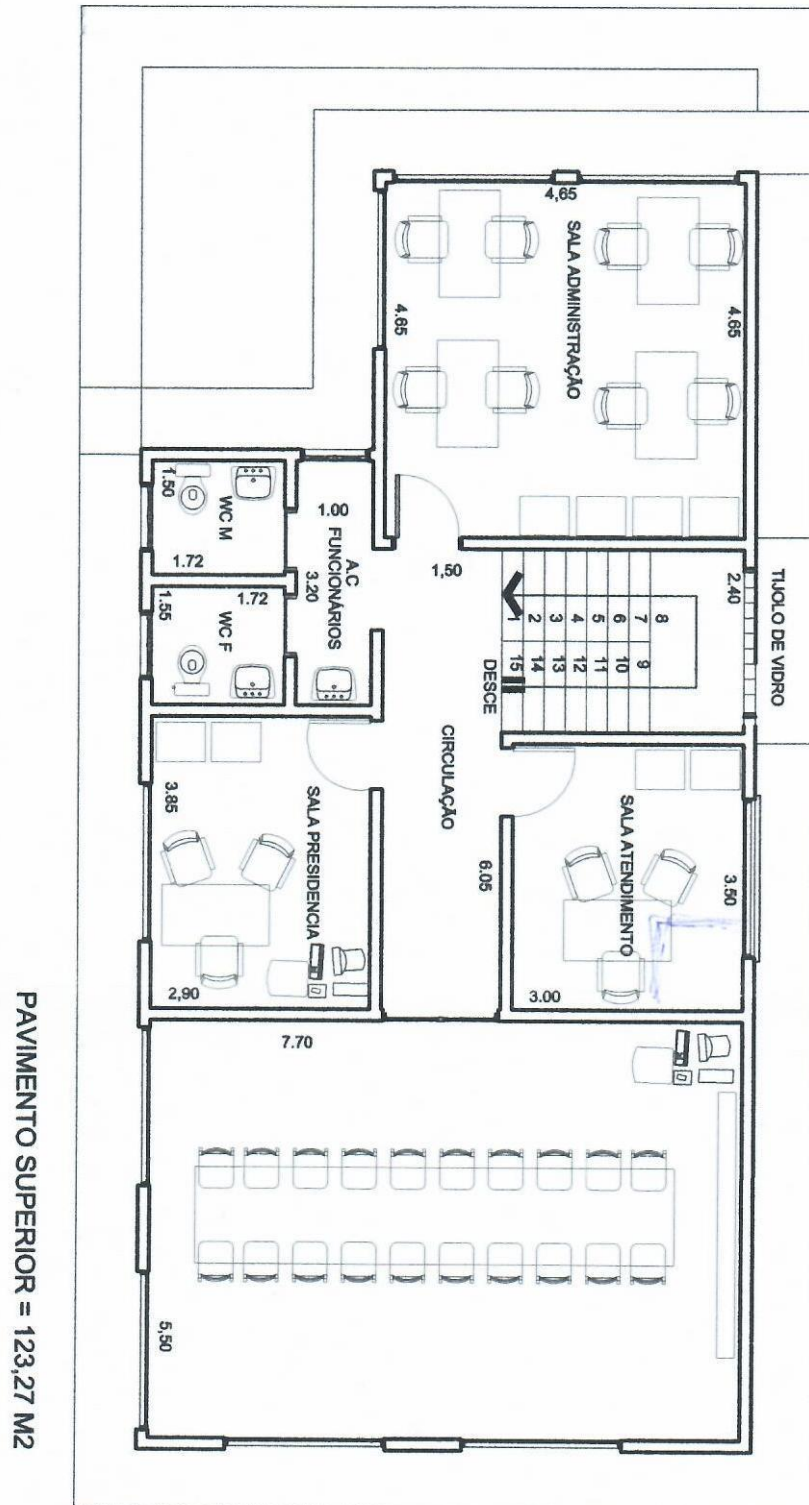 4,65
SALA ADMINISTRAÇÃO
4.65
4.65
TIJOLO DE VIDRO
2.40
8
7 9
6 10
5 11
4 12
3 13
2 14
1 15
DESCE
1,50
1.00
A.C
FUNCIONÁRIOS
3.20
1.50
WC M
1.72
1.55
WC F
1.72
CIRCULAÇÃO
6.05
SALA PRESIDENCIA
3.85
2,90
SALA ATENDIMENTO
3.50
3.00
7.70
5,50
PAVIMENTO SUPERIOR = 123,27 M2